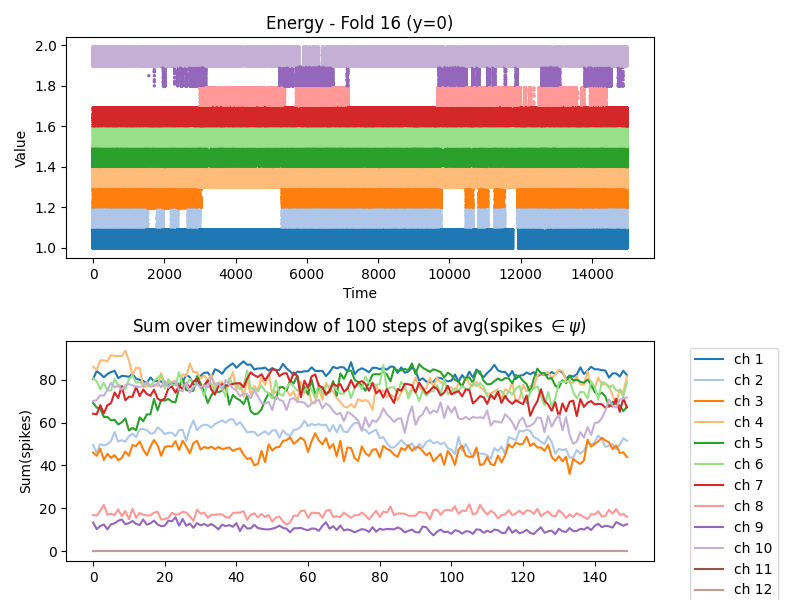 Energy - Fold 16 (y=0)
2.0
1.8
1.6
1.4
1.2
1.0
Value
0 2000 4000 6000 8000 10000 12000 14000
Time
Sum over timewindow of 100 steps of avg(spikes ∈ψ)
80
60
40
20
0
Sum(spikes)
0 20 40 60 80 100 120 140
ch 1
ch 2
ch 3
ch 4
ch 5
ch 6
ch 7
ch 8
ch 9
ch 10
ch 11
ch 12